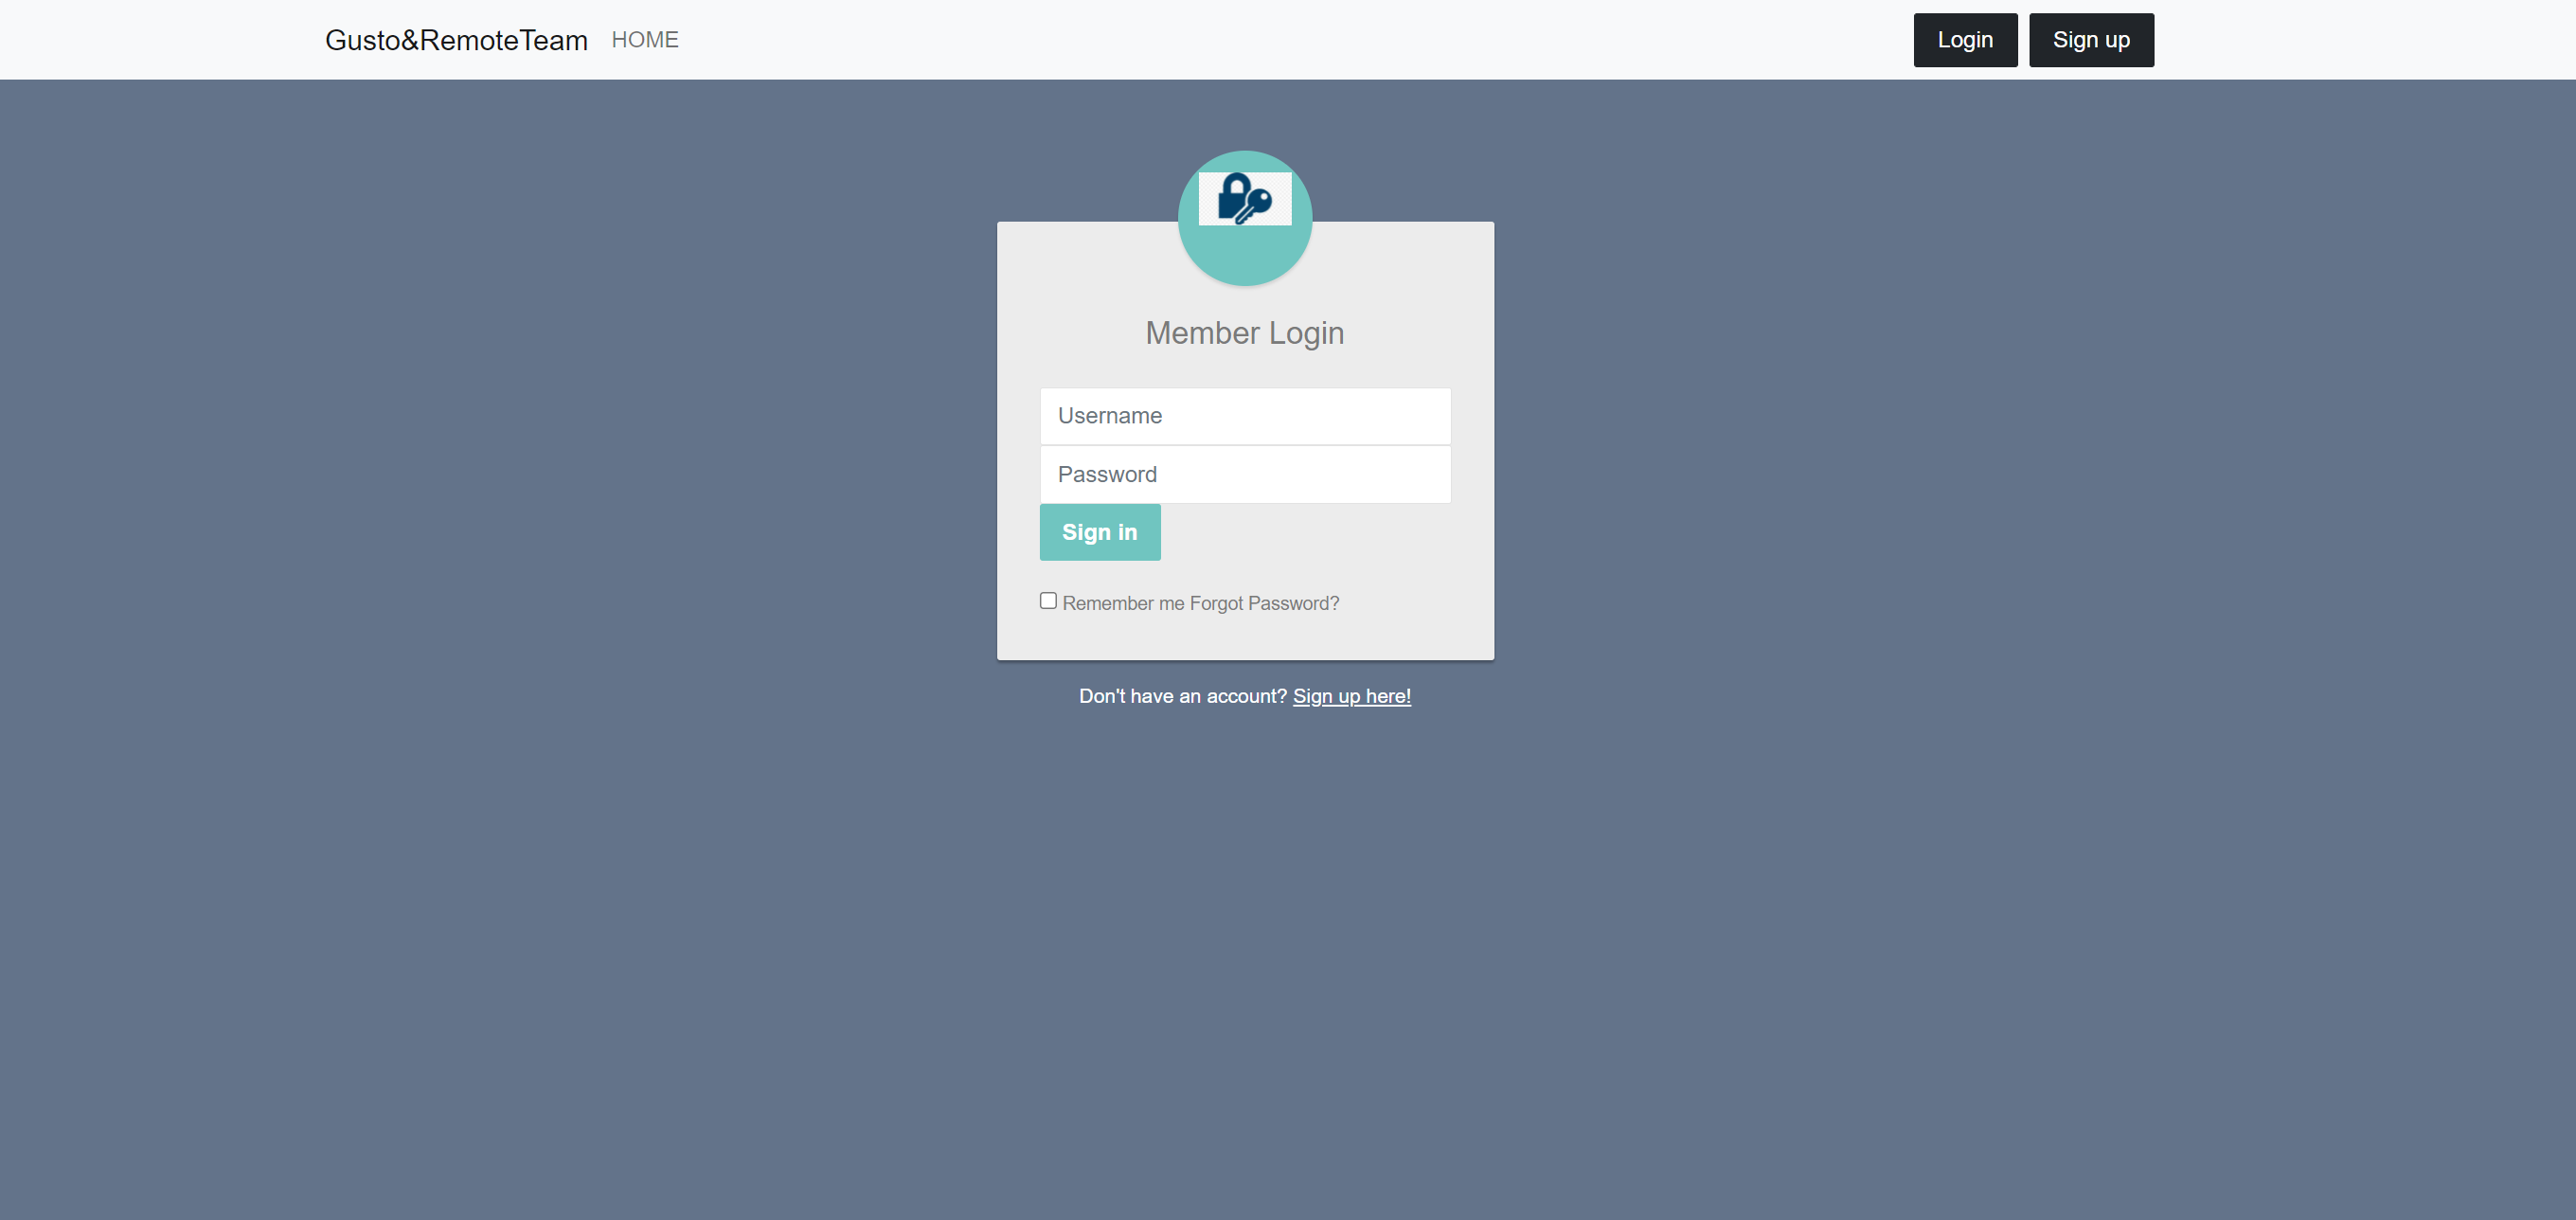 Gusto&RemoteTeam HOME Login Sign up
Member Login
Username
Password
Sign in
Remember me Forgot Password?
Don't have an account? Sign up here!